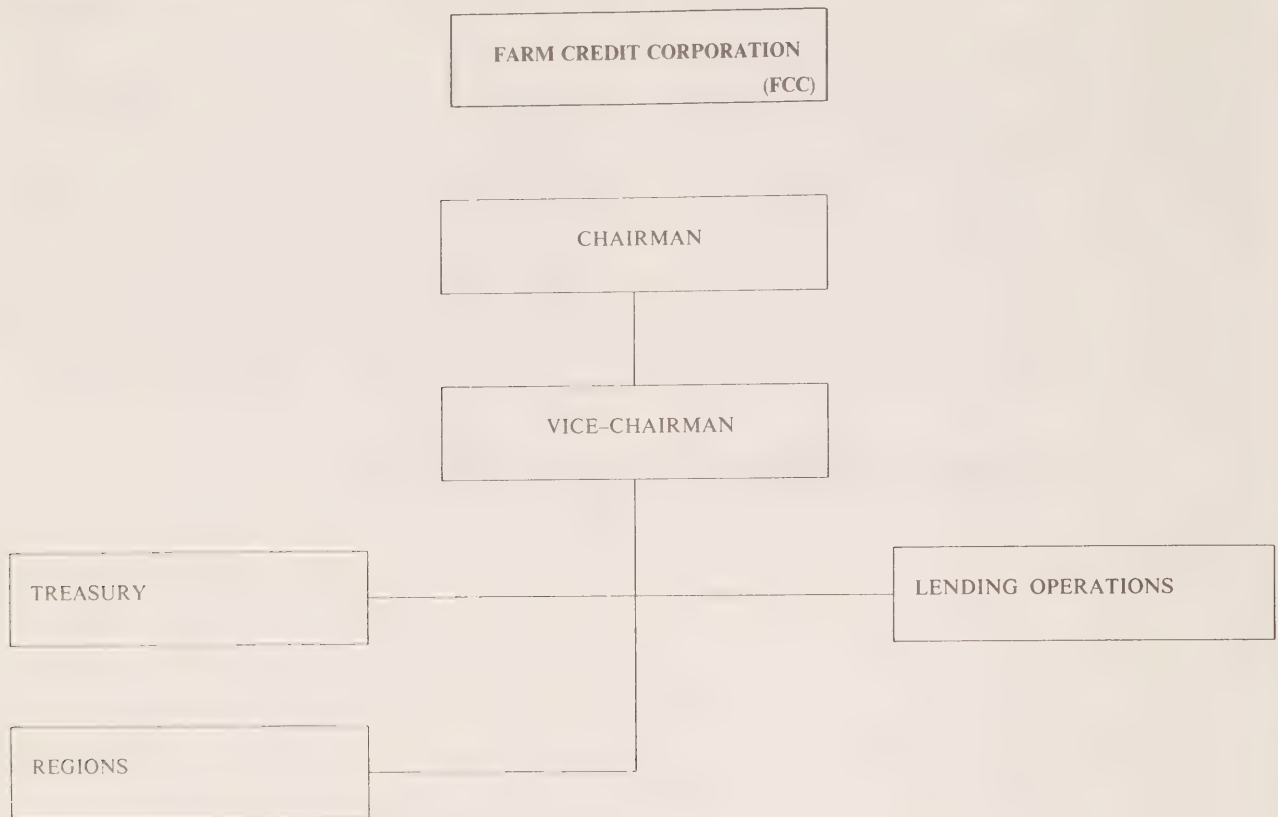 FARM CREDIT CORPORATION
(FCC)
CHAIRMAN
VICE–CHAIRMAN
TREASURY
LENDING OPERATIONS
REGIONS